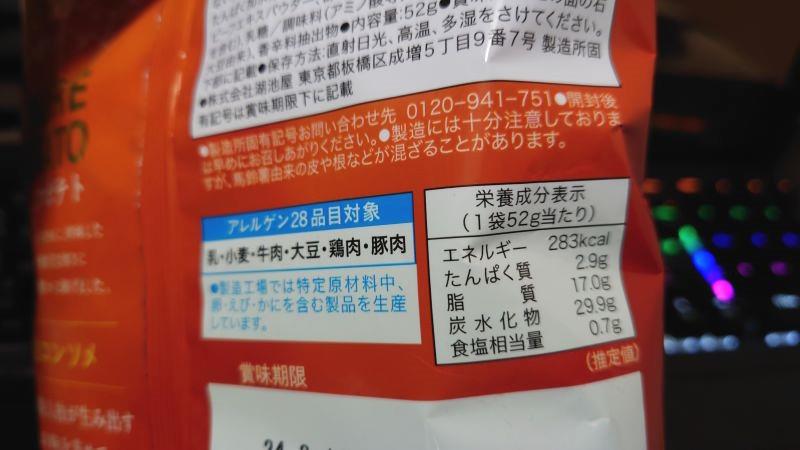 調味料(アミノ酸
香辛料抽出物●内容量:52g●賞味
●保存方法:直射日光、高温、多湿をさけてください。
●株式会社湖池屋 東京都板橋区成増5丁目9番7号 製造所固
有記号は賞味期限下に記載
●製造所固有記号お問い合わせ先 0120-941-751●開封後
は早めにお召しあがりください。●製造には十分注意しておりま
すが、馬鈴薯由来の皮や根などが混ざることがあります。
アレルゲン28品目対象
乳・小麦・牛肉・大豆・鶏肉・豚肉
●製造工場では特定原材料中、
卵・えび・かにを含む製品を生産
しています。
栄養成分表示
(1袋52g当たり)
エネルギー 283kcal
たんぱく質 2.9g
脂質 17.0g
炭水化物 29.9g
食塩相当量 0.7g
(推定値)
賞味期限
コンソメ
が生み出す